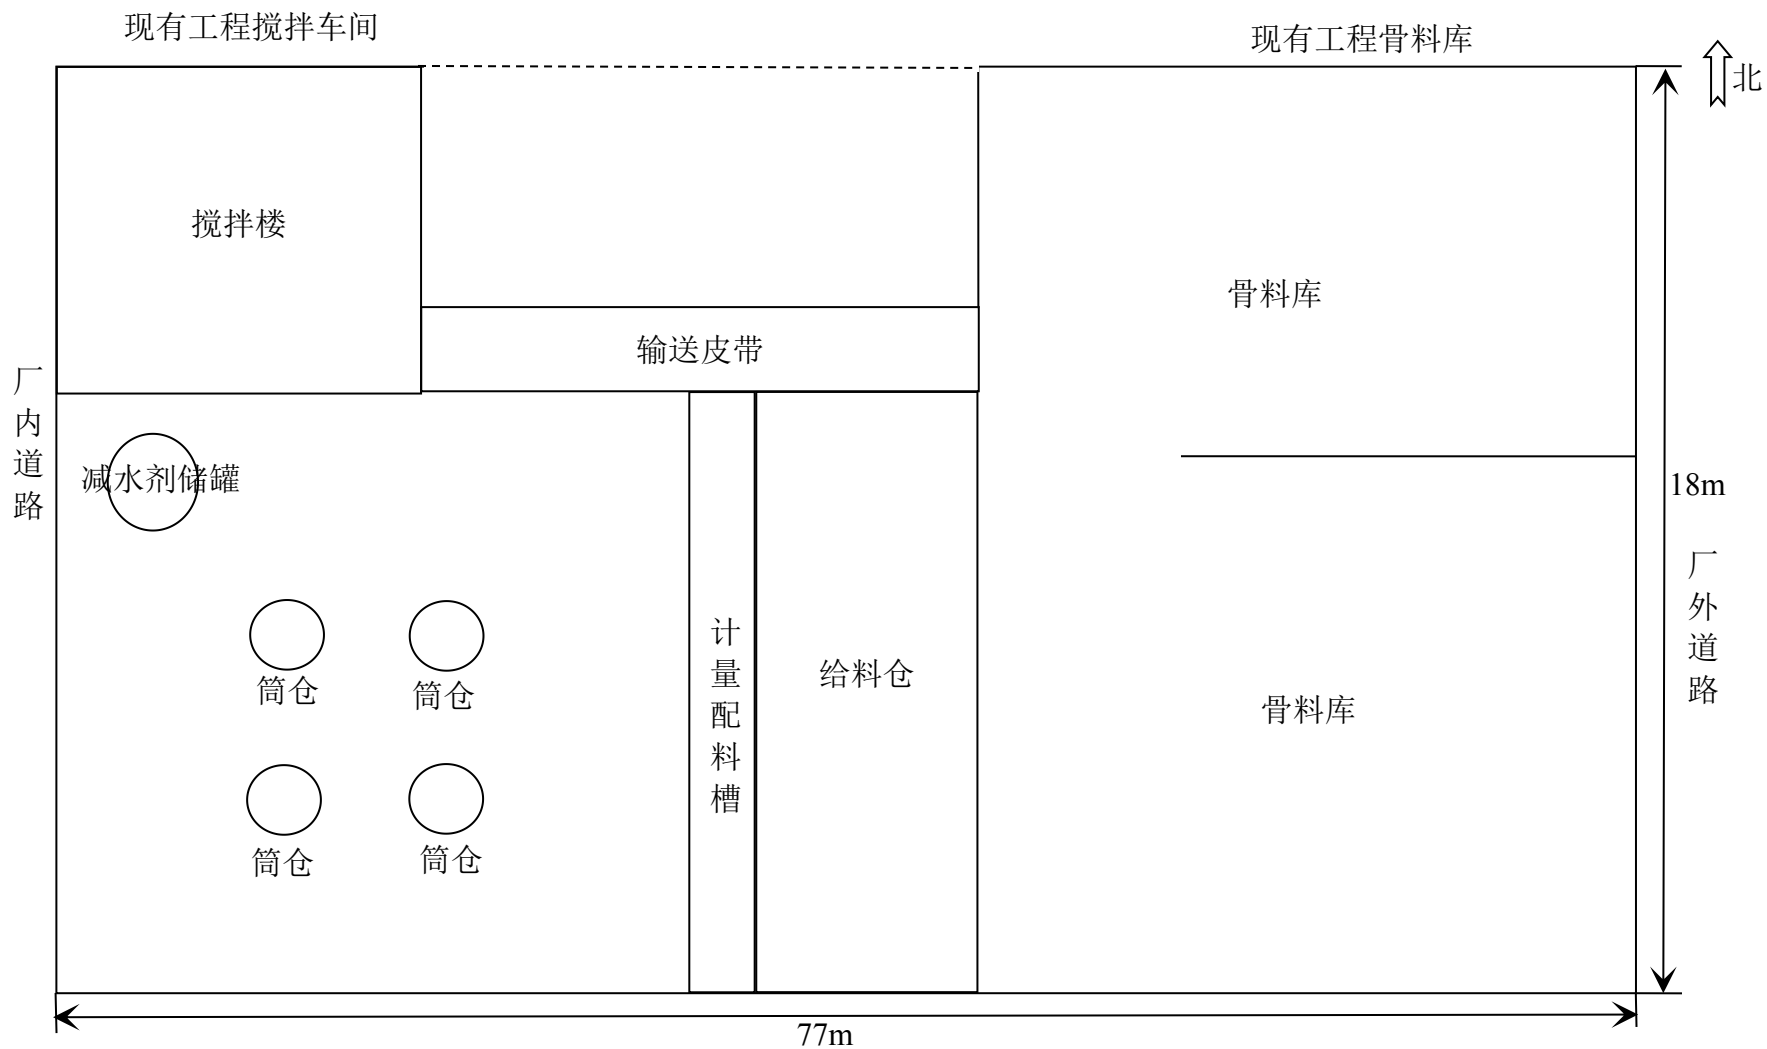 现有工程搅拌车间
现有工程骨料库
北
搅拌楼
骨料库
输送皮带
厂内道路
减水剂储罐
18m
厂外道路
计量配料槽
给料仓
筒仓
筒仓
骨料库
筒仓
筒仓
77m